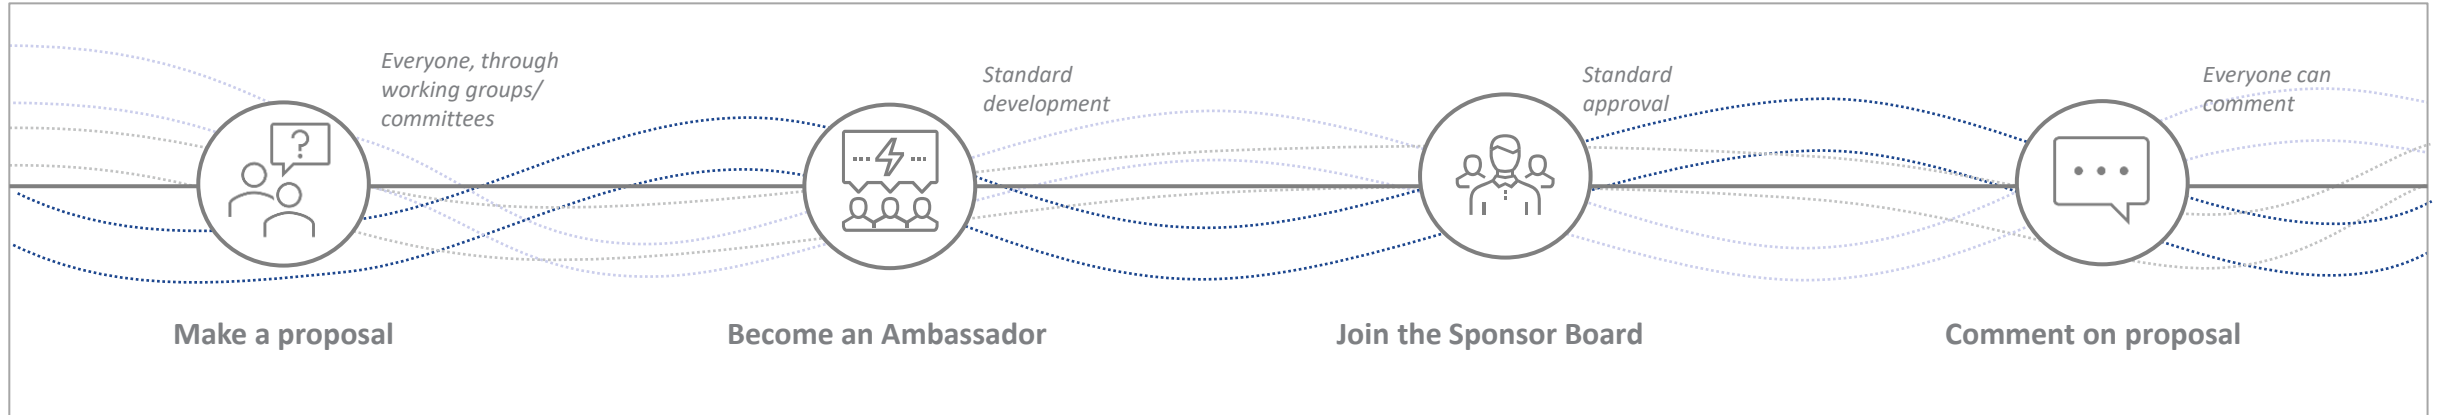 Everyone, through
working groups/
committees
Standard
development
Standard
approval
Everyone can
comment
?
Make a proposal
Become an Ambassador
Join the Sponsor Board
Comment on proposal